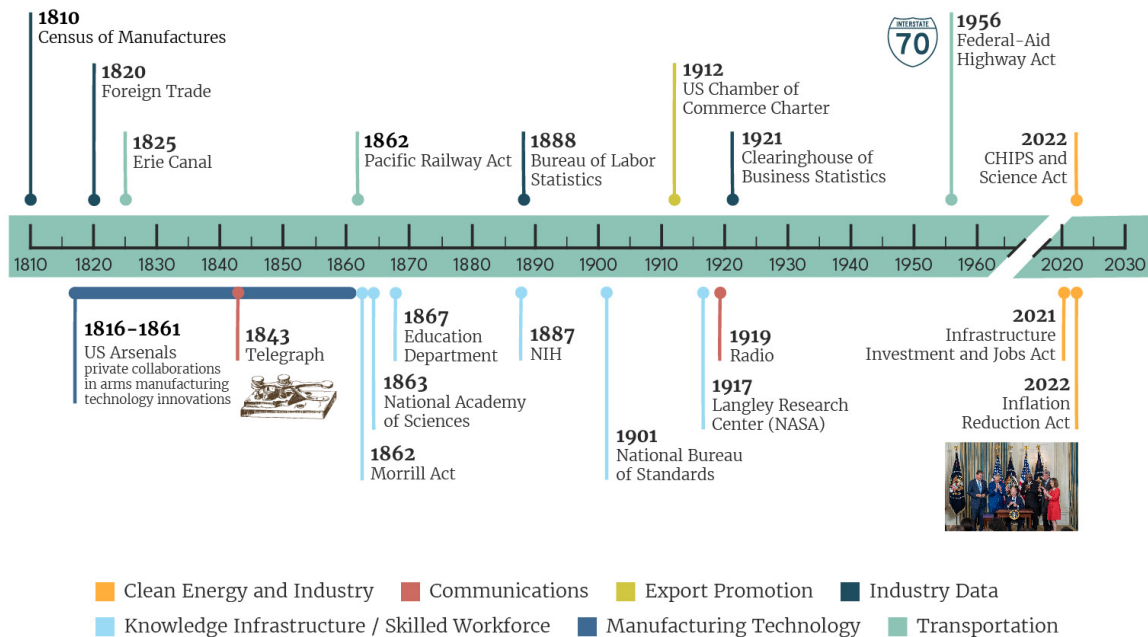 1810
Census of Manufactures
1820
Foreign Trade
1825
Erie Canal
1862
Pacific Railway Act
1888
Bureau of Labor
Statistics
1912
US Chamber of
Commerce Charter
1921
Clearinghouse of
Business Statistics
INTERSTATE
70
1956
Federal-Aid
Highway Act
2022
CHIPS and
Science Act
1810 1820 1830 1840 1850 1860 1870 1880 1890 1900 1910 1920 1930 1940 1950 1960 2020 2030
1816-1861
US Arsenals
private collaborations
in arms manufacturing
technology innovations
1843
Telegraph
1867
Education
Department
1863
National Academy
of Sciences
1862
Morrill Act
1887
NIH
1901
National Bureau
of Standards
1919
Radio
1917
Langley Research
Center (NASA)
2021
Infrastructure
Investment and Jobs Act
2022
Inflation
Reduction Act
Clean Energy and Industry Communications Export Promotion Industry Data
Knowledge Infrastructure / Skilled Workforce Manufacturing Technology Transportation